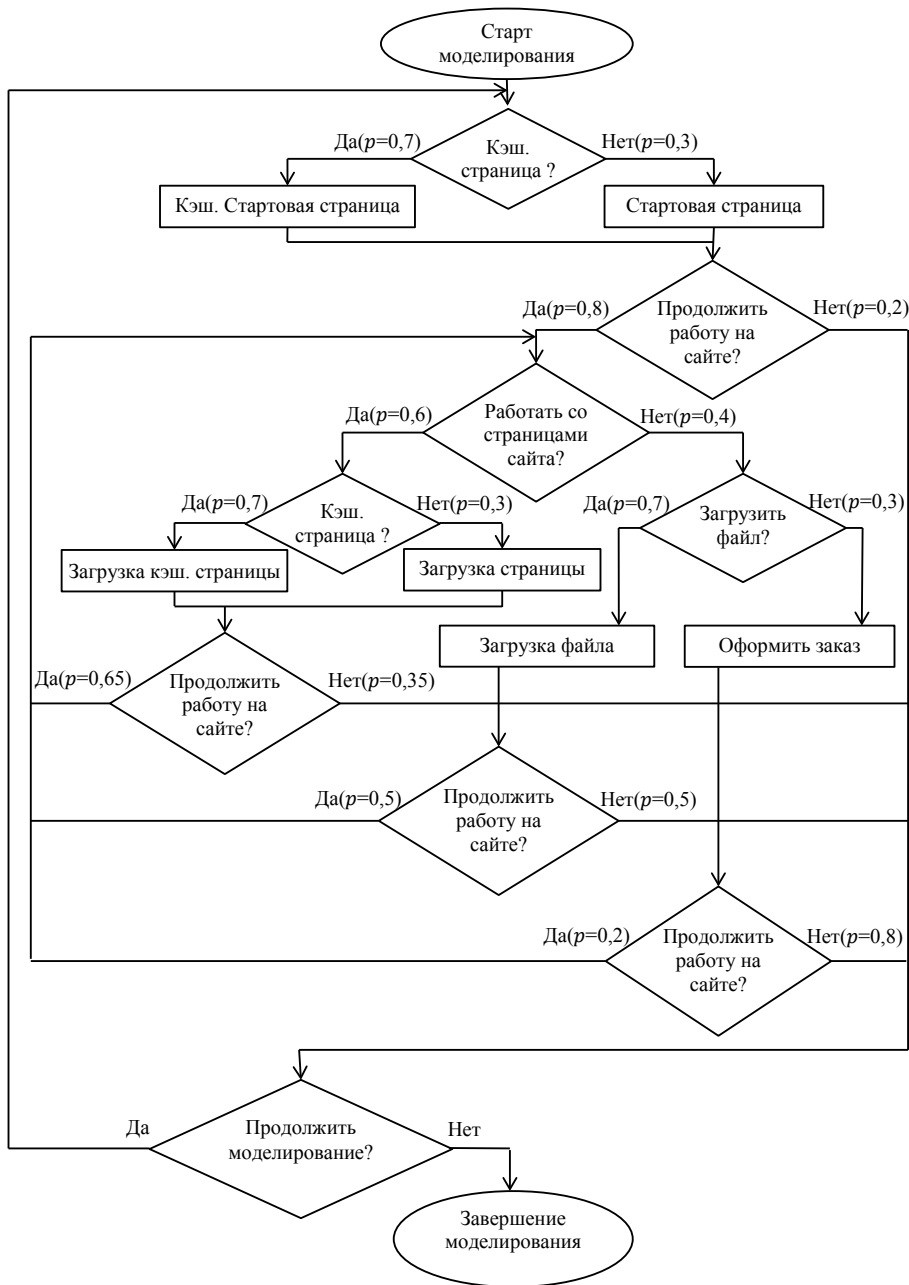 Старт
моделирования
Да(p=0,7)
Нет(p=0,3)
Кэш.
страница ?
Кэш. Стартовая страница
Стартовая страница
Да(p=0,8)
Продолжить
работу на
сайте?
Нет(p=0,2)
Да(p=0,6)
Работать со
страницами
сайта?
Нет(p=0,4)
Да(p=0,7)
Кэш.
страница ?
Нет(p=0,3)
Да(p=0,7)
Загрузить
файл?
Нет(p=0,3)
Загрузка кэш. страницы
Загрузка страницы
Загрузка файла
Оформить заказ
Да(p=0,65)
Продолжить
работу на
сайте?
Нет(p=0,35)
Да(p=0,5)
Продолжить
работу на
сайте?
Нет(p=0,5)
Да(p=0,2)
Продолжить
работу на
сайте?
Нет(p=0,8)
Да
Продолжить
моделирование?
Нет
Завершение
моделирования